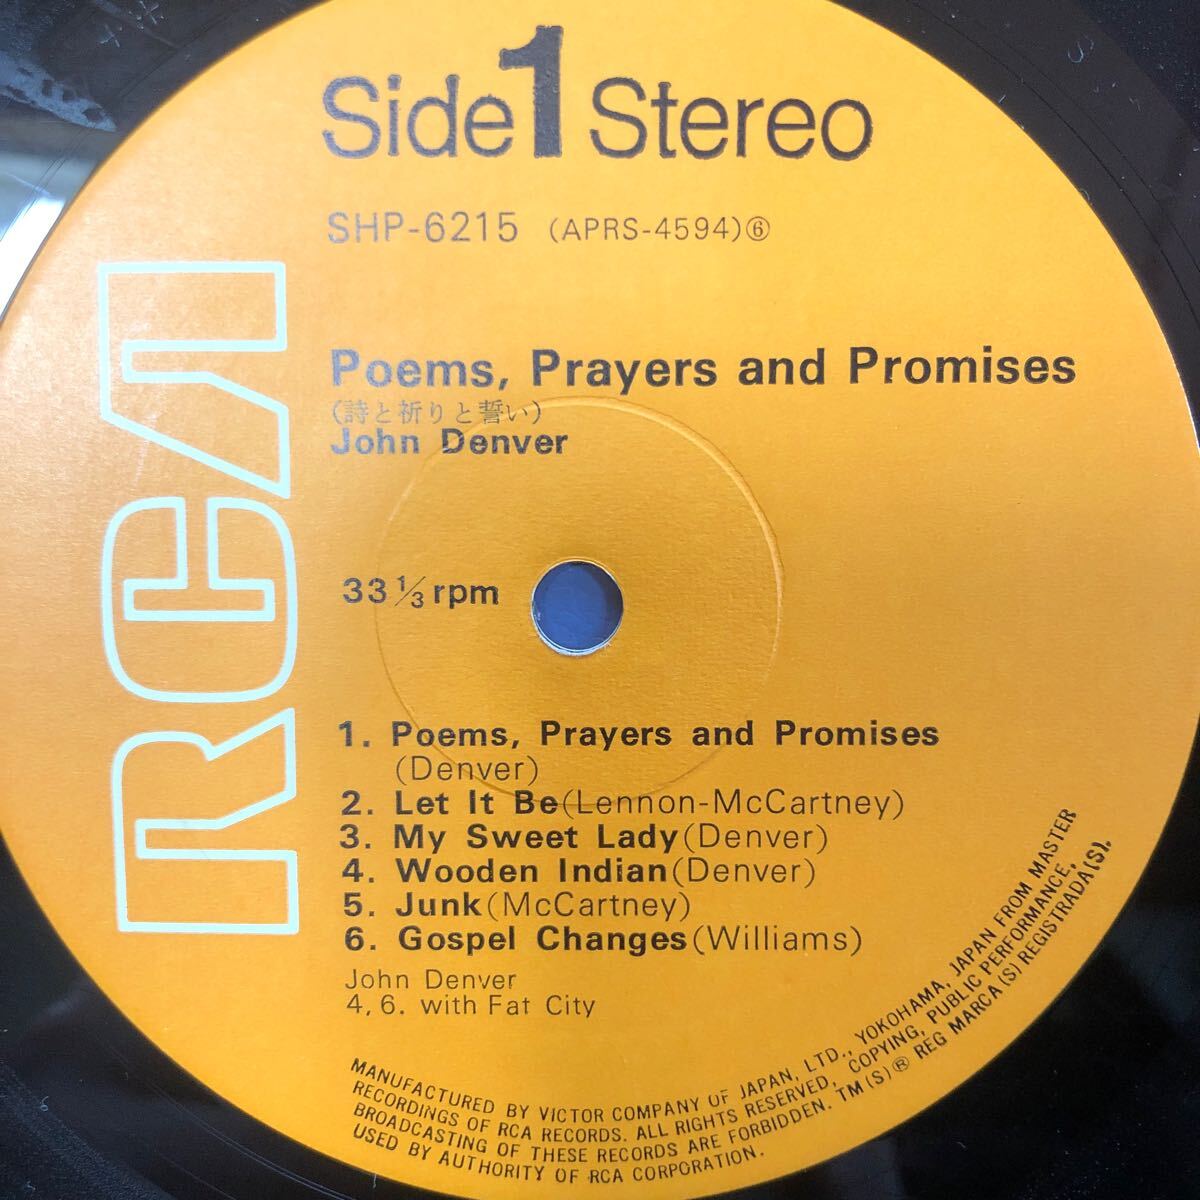 Side 1 Stereo
SHP-6215 (APRS-4594)⑥
RCA
Poems, Prayers and Promises
(詩と祈りと誓い)
John Denver
33 1/3 rpm
1. Poems, Prayers and Promises
(Denver)
2. Let It Be(Lennon-McCartney)
3. My Sweet Lady(Denver)
4. Wooden Indian(Denver)
5. Junk(McCartney)
6. Gospel Changes(Williams)
John Denver
4, 6. with Fat City
MANUFACTURED BY VICTOR COMPANY OF JAPAN, LTD., YOKOHAMA, JAPAN FROM MASTER
RECORDINGS OF RCA RECORDS. ALL RIGHTS RESERVED, COPYING, PUBLIC PERFORMANCE,
BROADCASTING OF THESE RECORDS ARE FORBIDDEN. TM(S)® REG MARCA(S) REGISTRADA(S).
USED BY AUTHORITY OF RCA CORPORATION.